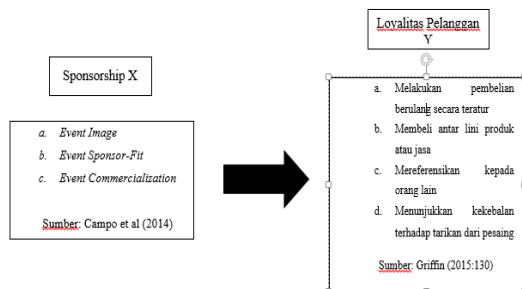 Sponsorship X
a. Event Image
b. Event Sponsor-Fit
c. Event Commercialization
Sumber: Campo et al (2014)
Loyalitas Pelanggan
Y
a. Melakukan pembelian
berulang secara teratur
b. Membeli antar lini produk
atau jasa
c. Mereferensikan kepada
orang lain
d. Menunjukkan kekebalan
terhadap tarikan dari pesaing
Sumber: Griffin (2015:130)